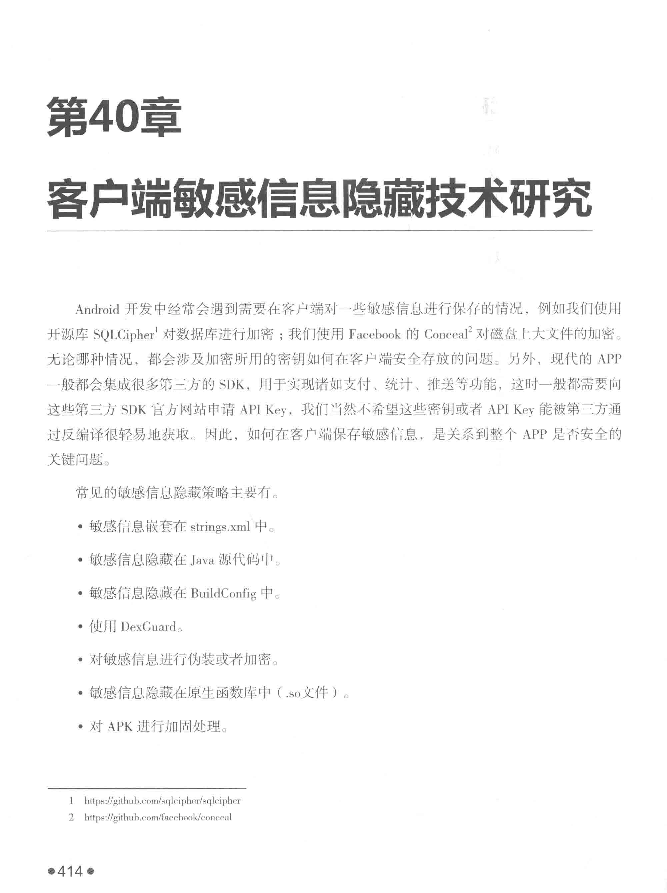 第40章
客户端敏感信息隐藏技术研究
Android 开发中经常会遇到需要在客户端对一些敏感信息进行保存的情况，例如我们使用
开源库 SQLCipher1 对数据库进行加密；我们使用 Facebook 的 Conceal2 对磁盘上大文件的加密。
无论哪种情况，都会涉及加密所用的密钥如何在客户端安全存放的问题。另外，现代的 APP
一般都会集成很多第三方的 SDK，用于实现诸如支付、统计、推送等功能，这时一般都需要向
这些第三方 SDK 官方网站申请 API Key，我们当然不希望这些密钥或者 API Key 能被第三方通
过反编译很轻易地获取。因此，如何在客户端保存敏感信息，是关系到整个 APP 是否安全的
关键问题。
常见的敏感信息隐藏策略主要有。
• 敏感信息嵌套在 strings.xml 中。
• 敏感信息隐藏在 Java 源代码中。
• 敏感信息隐藏在 BuildConfig 中。
• 使用 DexGuard。
• 对敏感信息进行伪装或者加密。
• 敏感信息隐藏在原生函数库中（.so文件）。
• 对 APK 进行加固处理。
1 https://github.com/sqlcipher/sqlcipher
2 https://github.com/facebook/conceal
●414●